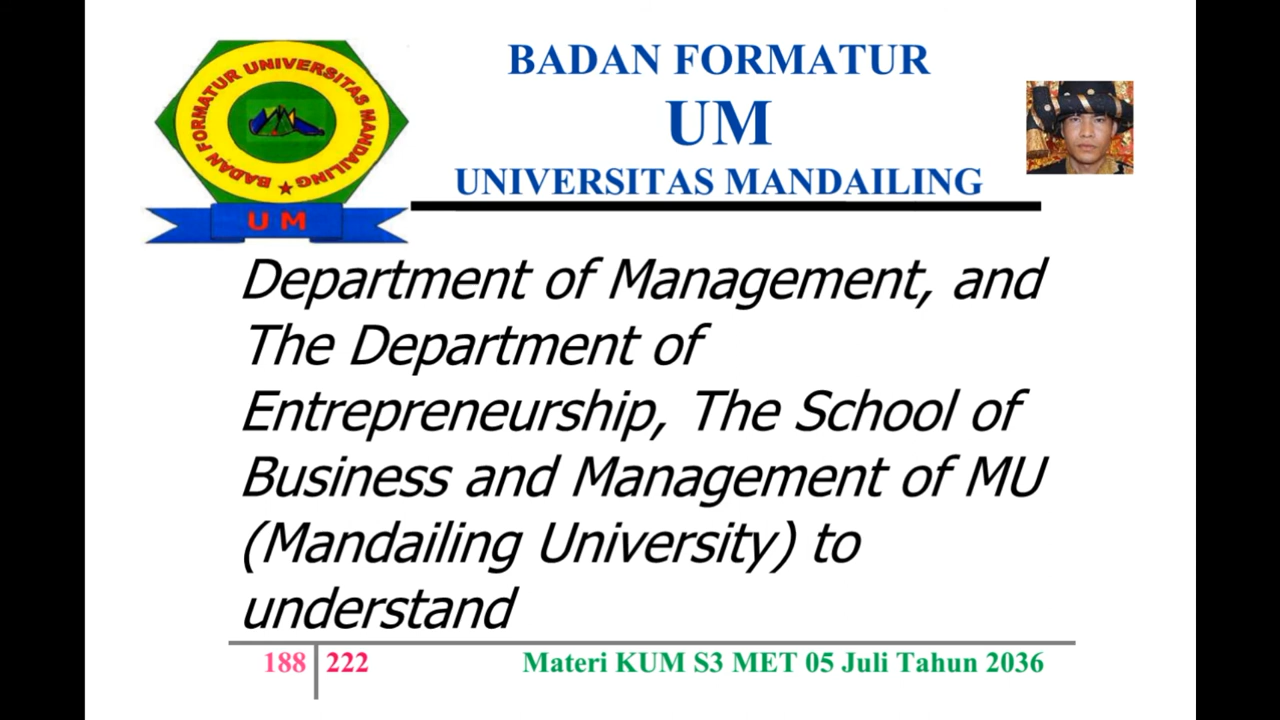 BADAN FORMATUR UNIVERSITAS MANDAILING
U M
BADAN FORMATUR
UM
UNIVERSITAS MANDAILING
Department of Management, and
The Department of
Entrepreneurship, The School of
Business and Management of MU
(Mandailing University) to
understand
188 222 Materi KUM S3 MET 05 Juli Tahun 2036